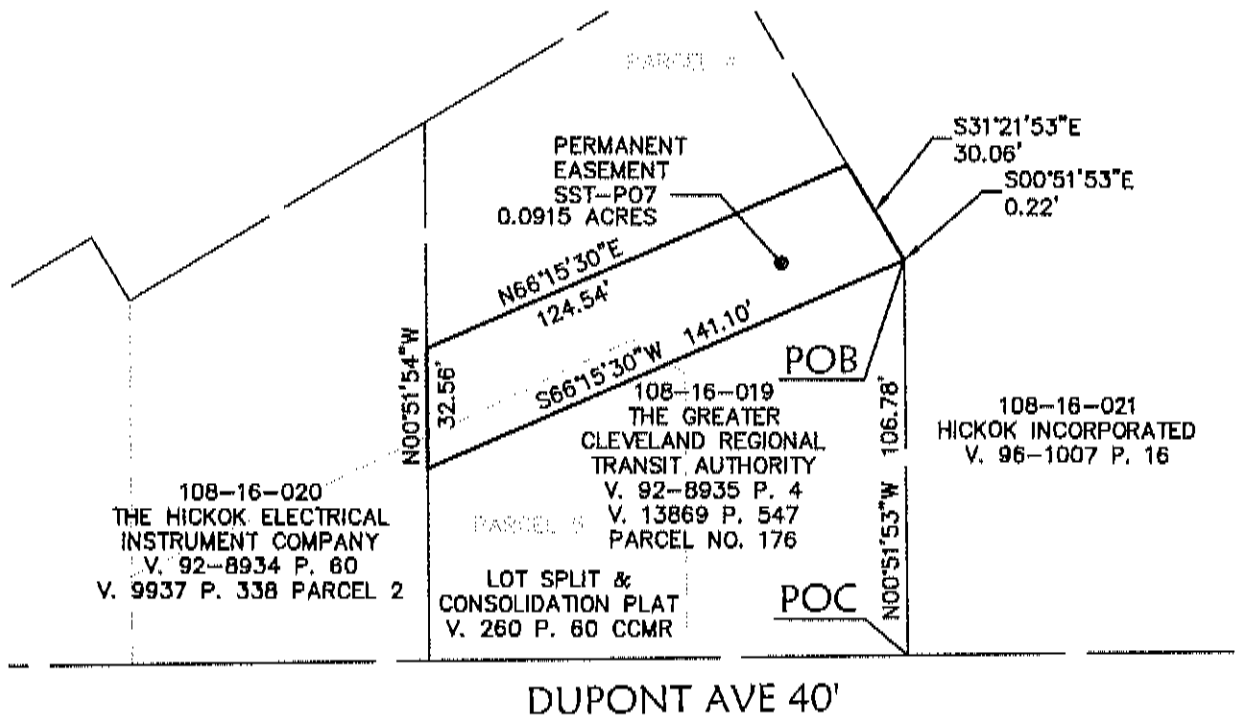 PARCEL 4
S31°21'53"E
30.06'
PERMANENT
EASEMENT
SST-P07
0.0915 ACRES
S00°51'53"E
0.22'
N66°15'30"E
124.54'
N00°51'54"W
32.56'
S66°15'30"W 141.10'
POB
108-16-019
THE GREATER
CLEVELAND REGIONAL
TRANSIT AUTHORITY
V. 92-8935 P. 4
V. 13869 P. 547
PARCEL NO. 176
N00°51'53"W 106.78'
108-16-021
HICKOK INCORPORATED
V. 96-1007 P. 16
108-16-020
THE HICKOK ELECTRICAL
INSTRUMENT COMPANY
V. 92-8934 P. 60
V. 9937 P. 338 PARCEL 2
PARCEL
LOT SPLIT &
CONSOLIDATION PLAT
V. 260 P. 60 CCMR
POC
DUPONT AVE 40'